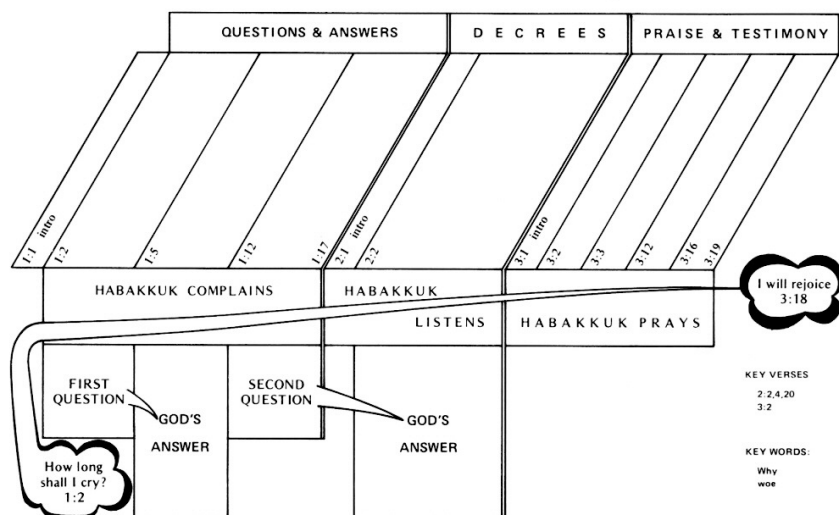 QUESTIONS & ANSWERS
DECREES
PRAISE & TESTIMONY
1:1 intro
1:2
1:5
1:12
1:17
2:1 intro
2:2
3:1 intro
3:2
3:3
3:12
3:16
3:19
HABAKKUK COMPLAINS
HABAKKUK
LISTENS
HABAKKUK PRAYS
I will rejoice
3:18
FIRST
QUESTION
GOD'S
ANSWER
SECOND
QUESTION
GOD'S
ANSWER
How long
shall I cry?
1:2
KEY VERSES
2:2,4,20
3:2
KEY WORDS:
Why
woe